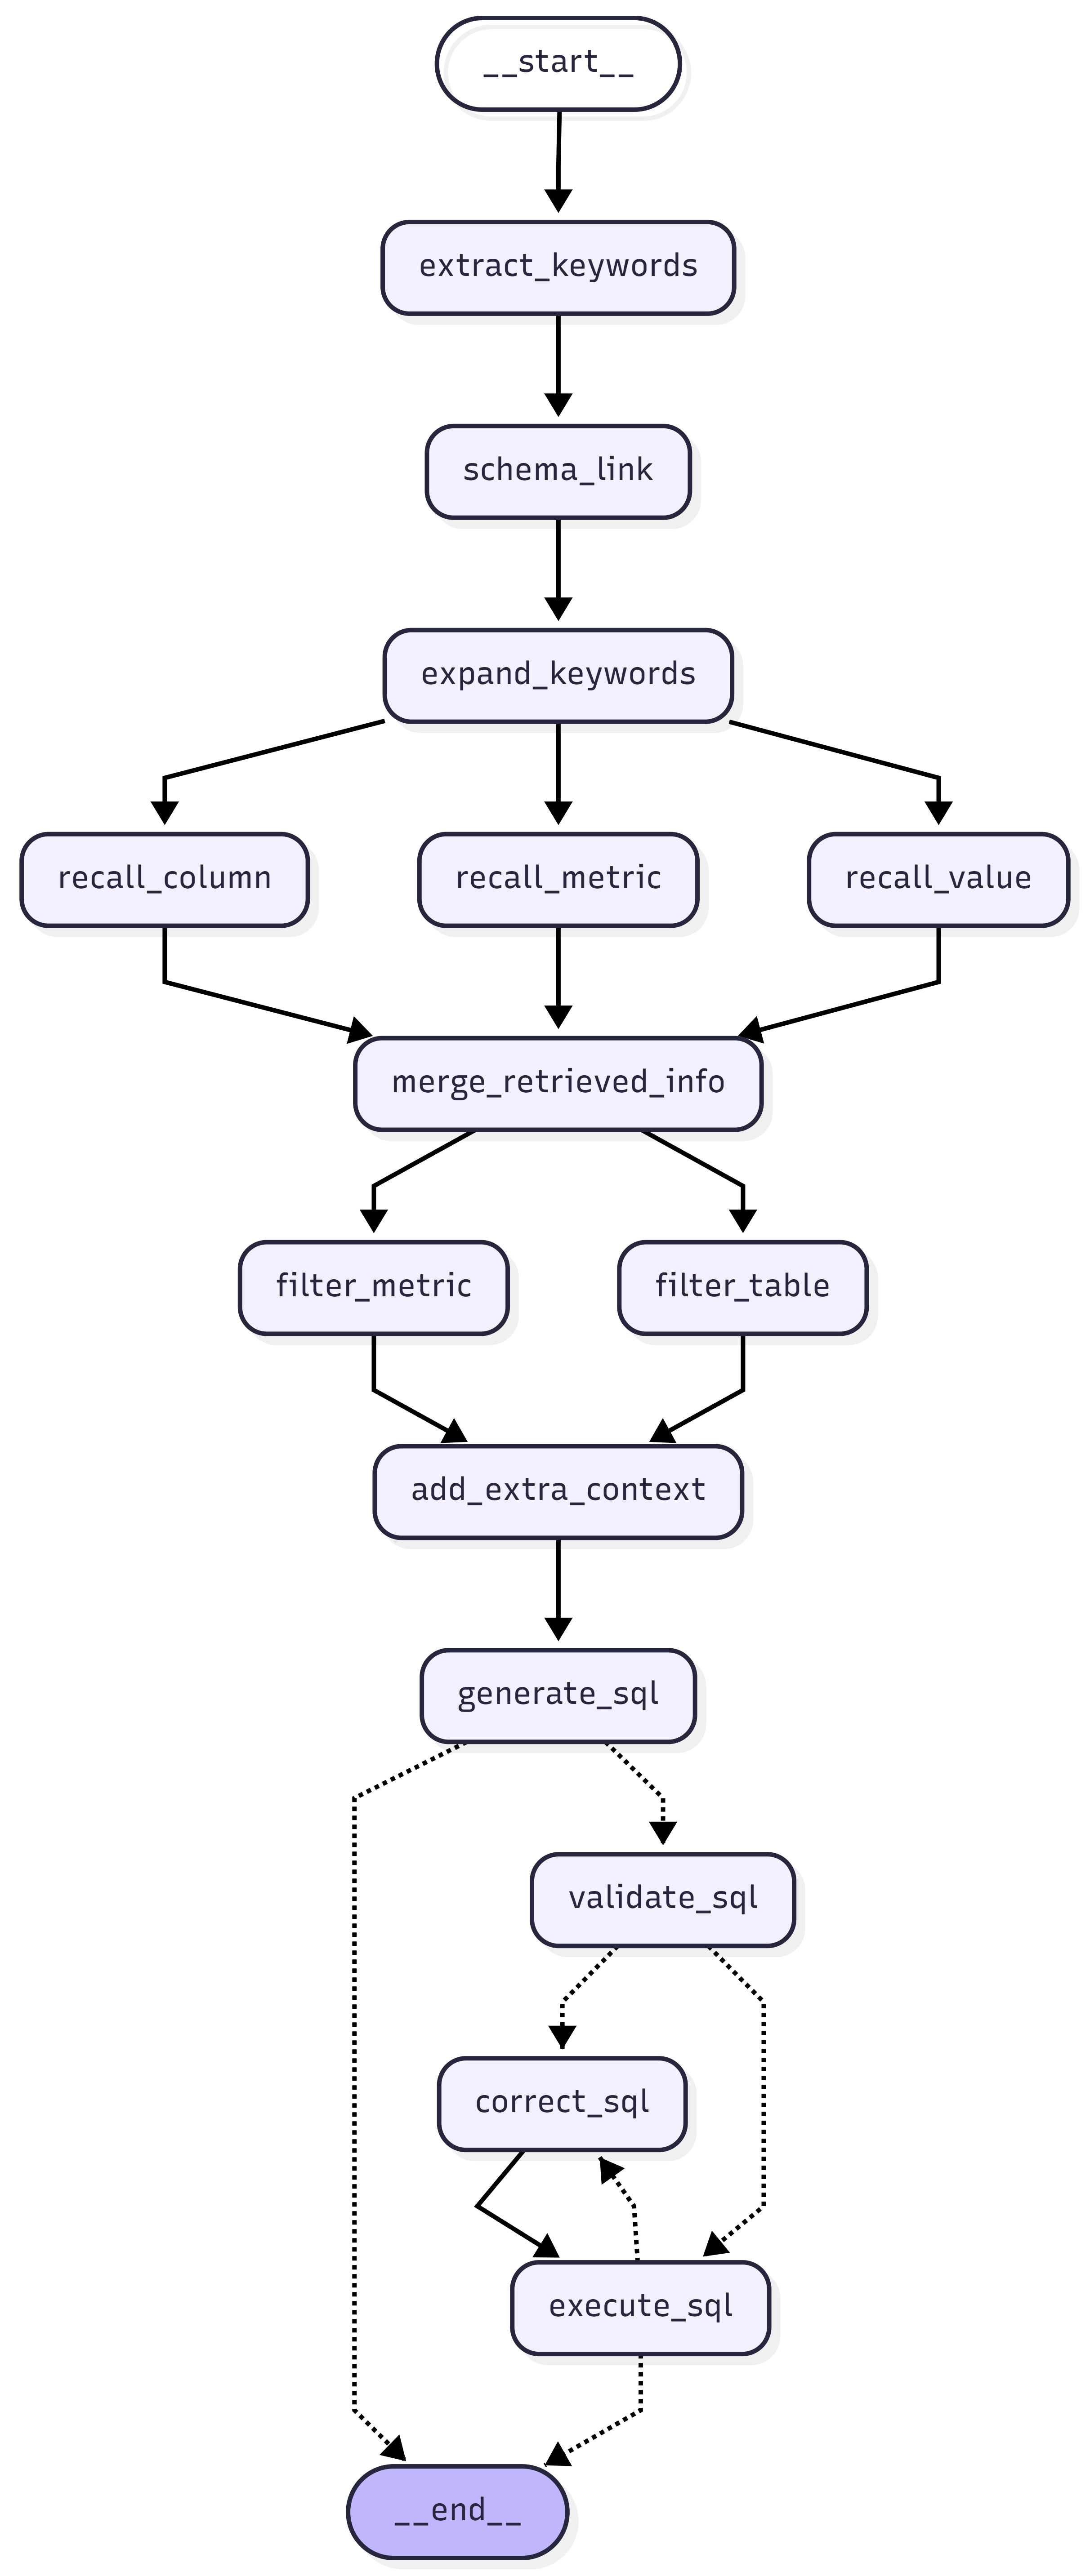 __start__
extract_keywords
schema_link
expand_keywords
recall_column
recall_metric
recall_value
merge_retrieved_info
filter_metric
filter_table
add_extra_context
generate_sql
validate_sql
correct_sql
execute_sql
__end__